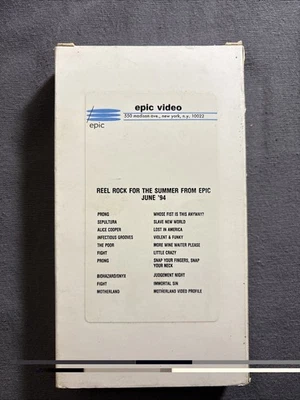 epic video
550 madison ave., new york, n.y. 10022
epic
REEL ROCK FOR THE SUMMER FROM EPIC
JUNE '94
PRONG WHOSE FIST IS THIS ANYWAY?
SEPULTURA SLAVE NEW WORLD
ALICE COOPER LOST IN AMERICA
INFECTIOUS GROOVES VIOLENT & FUNKY
THE POOR MORE WINE WAITER PLEASE
FIGHT LITTLE CRAZY
PRONG SNAP YOUR FINGERS, SNAP
YOUR NECK
BIOHAZARD/ONYX JUDGEMENT NIGHT
FIGHT IMMORTAL SIN
MOTHERLAND MOTHERLAND VIDEO PROFILE